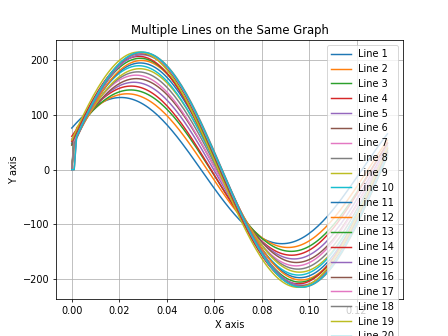 Multiple Lines on the Same Graph
Y axis
200
100
0
−100
−200
0.00
0.02
0.04
0.06
0.08
0.10
X axis
Line 1
Line 2
Line 3
Line 4
Line 5
Line 6
Line 7
Line 8
Line 9
Line 10
Line 11
Line 12
Line 13
Line 14
Line 15
Line 16
Line 17
Line 18
Line 19
Line 20